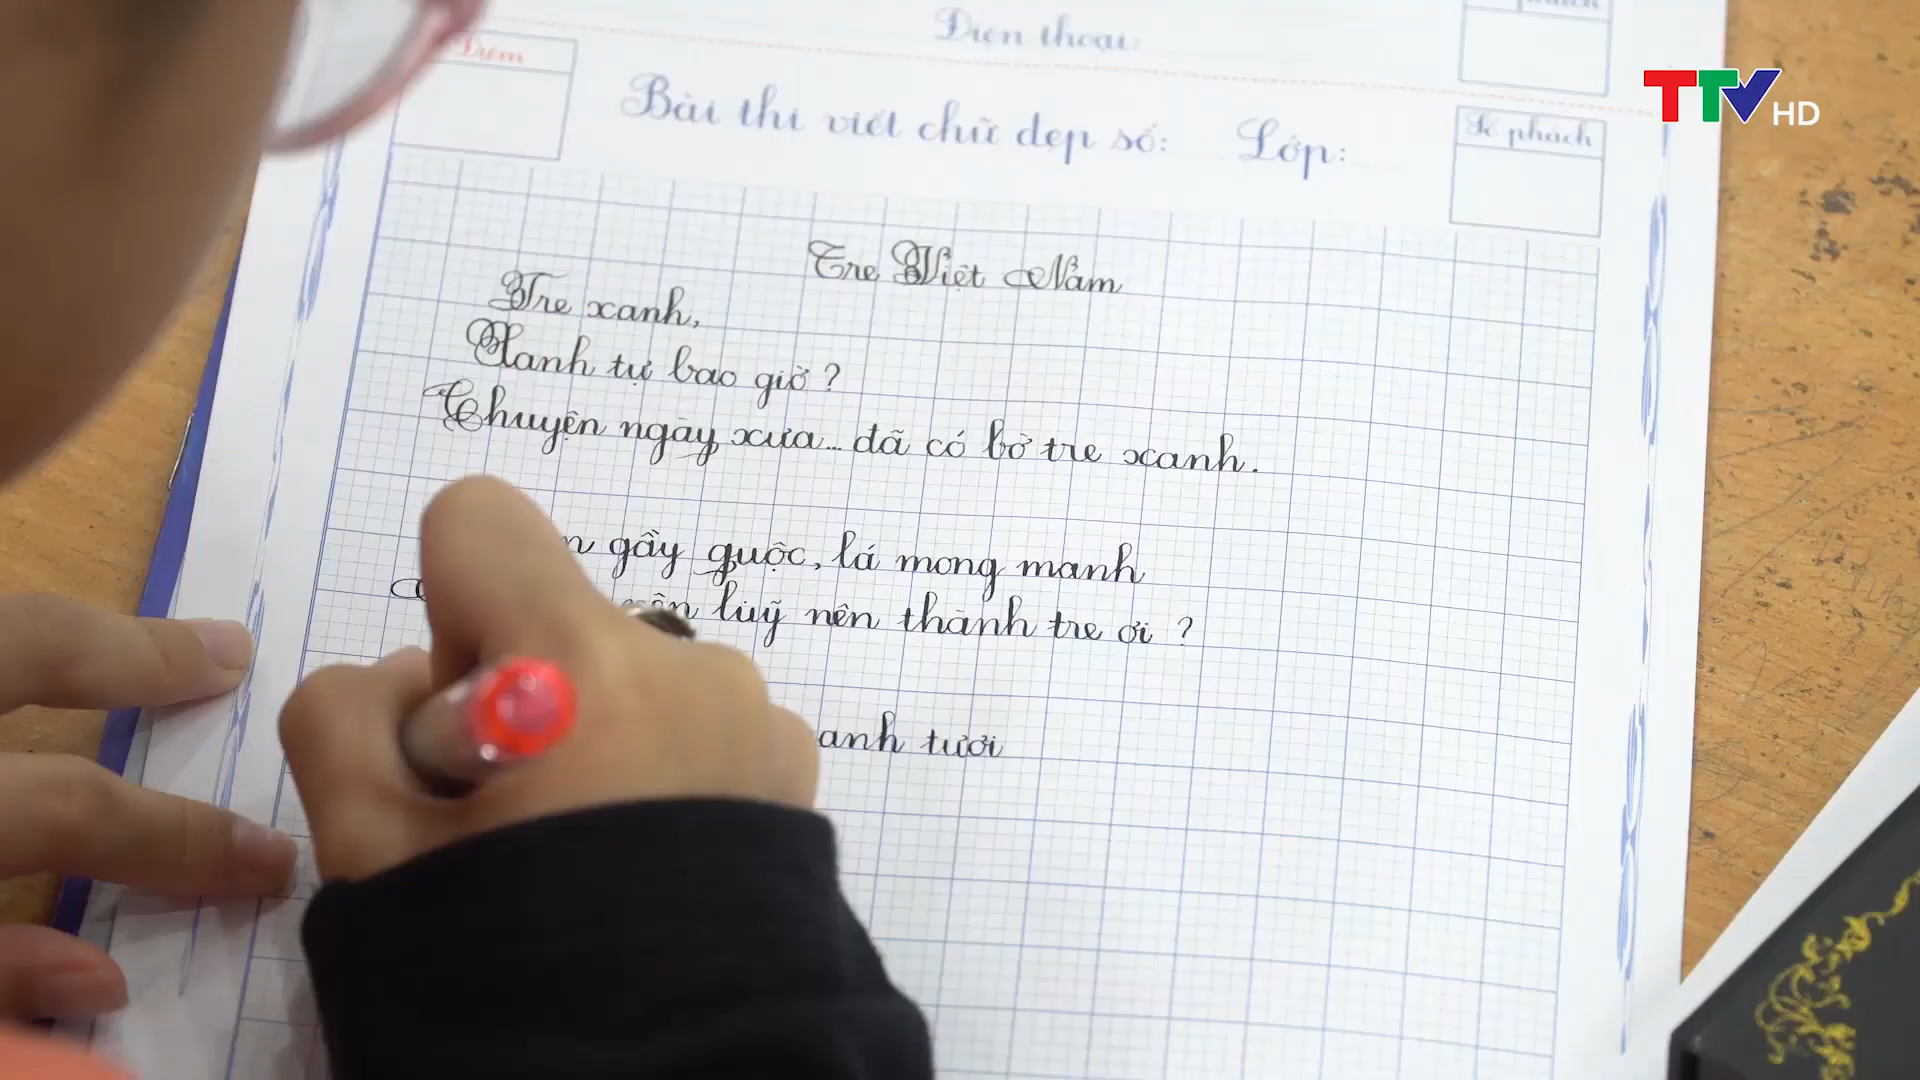 Điện thoại:
TTV HD
Điểm
Bài thi viết chữ đẹp số: Lớp:
Số phách
Tre Việt Nam
Tre xanh,
Xanh tự bao giờ ?
Chuyện ngày xưa... đã có bờ tre xanh.
gầy guộc, lá mong manh
luỹ nên thành tre ơi ?
anh tươi